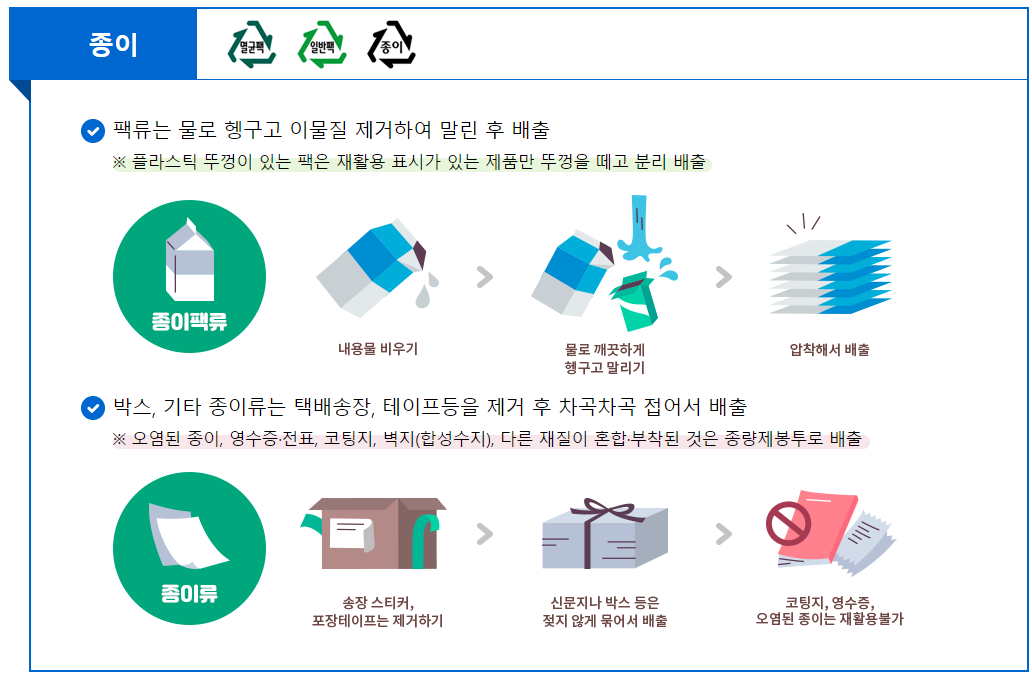 종이
멸균팩
일반팩
종이
팩류는 물로 헹구고 이물질 제거하여 말린 후 배출
※ 플라스틱 뚜껑이 있는 팩은 재활용 표시가 있는 제품만 뚜껑을 떼고 분리 배출
종이팩류
내용물 비우기
물로 깨끗하게
헹구고 말리기
압착해서 배출
박스, 기타 종이류는 택배송장, 테이프등을 제거 후 차곡차곡 접어서 배출
※ 오염된 종이, 영수증·전표, 코팅지, 벽지(합성수지), 다른 재질이 혼합·부착된 것은 종량제봉투로 배출
종이류
송장 스티커,
포장테이프는 제거하기
신문지나 박스 등은
젖지 않게 묶어서 배출
코팅지, 영수증,
오염된 종이는 재활용불가